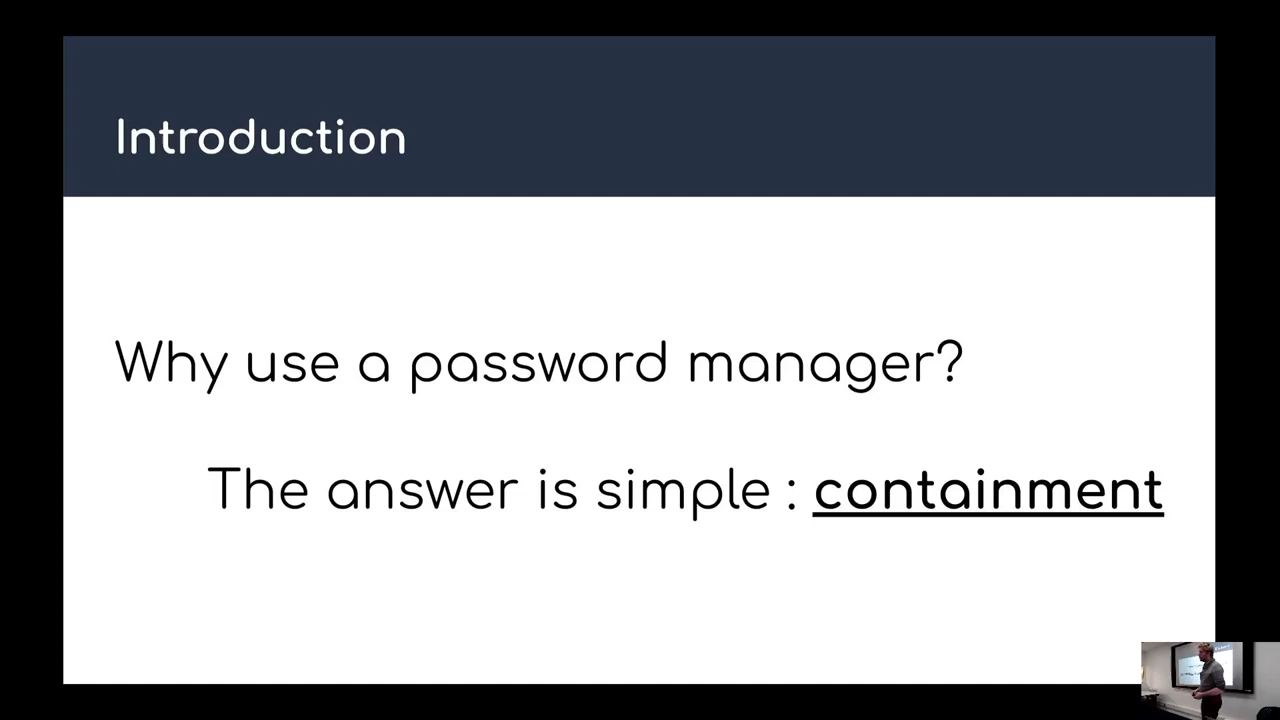 Introduction
Why use a password manager?
The answer is simple : containment